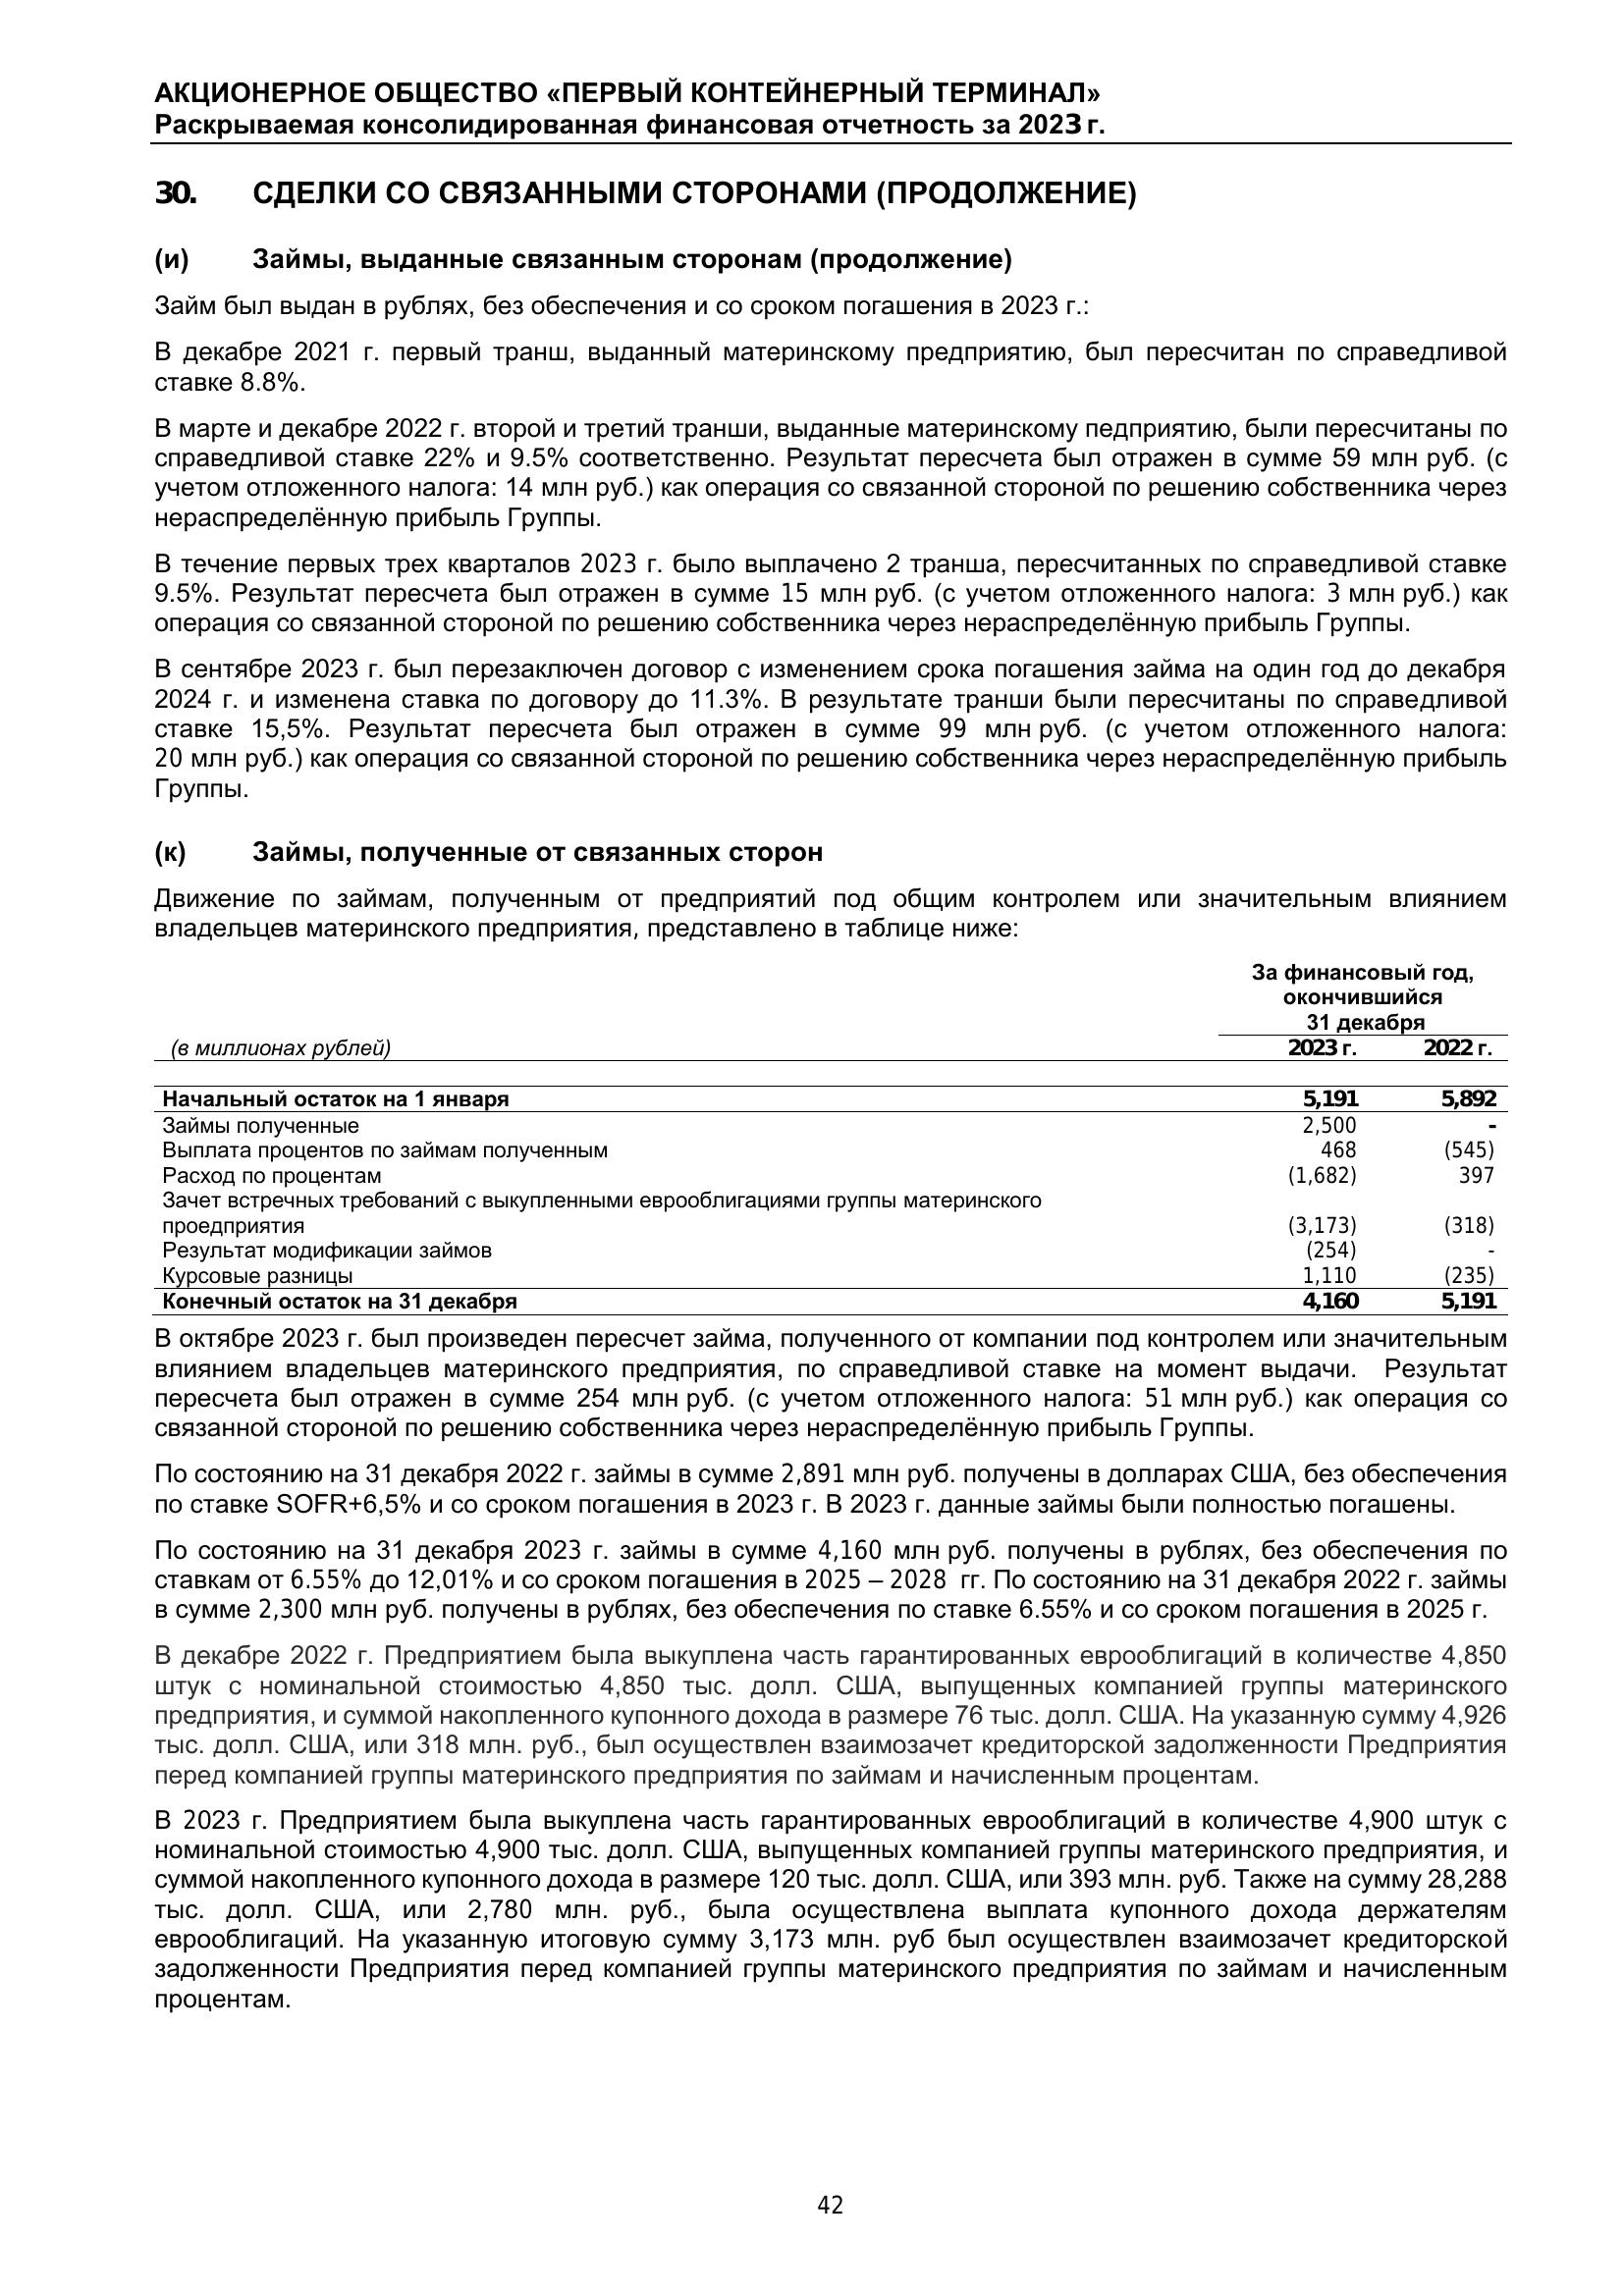 АКЦИОНЕРНОЕ ОБЩЕСТВО «ПЕРВЫЙ КОНТЕЙНЕРНЫЙ ТЕРМИНАЛ»
Раскрываемая консолидированная финансовая отчетность за 2023 г.
30. СДЕЛКИ СО СВЯЗАННЫМИ СТОРОНАМИ (ПРОДОЛЖЕНИЕ)
(и) Займы, выданные связанным сторонам (продолжение)
Займ был выдан в рублях, без обеспечения и со сроком погашения в 2023 г.:
В декабре 2021 г. первый транш, выданный материнскому предприятию, был пересчитан по справедливой
ставке 8.8%.
В марте и декабре 2022 г. второй и третий транши, выданные материнскому педприятию, были пересчитаны по
справедливой ставке 22% и 9.5% соответственно. Результат пересчета был отражен в сумме 59 млн руб. (с
учетом отложенного налога: 14 млн руб.) как операция со связанной стороной по решению собственника через
нераспределённую прибыль Группы.
В течение первых трех кварталов 2023 г. было выплачено 2 транша, пересчитанных по справедливой ставке
9.5%. Результат пересчета был отражен в сумме 15 млн руб. (с учетом отложенного налога: 3 млн руб.) как
операция со связанной стороной по решению собственника через нераспределённую прибыль Группы.
В сентябре 2023 г. был перезаключен договор с изменением срока погашения займа на один год до декабря
2024 г. и изменена ставка по договору до 11.3%. В результате транши были пересчитаны по справедливой
ставке 15,5%. Результат пересчета был отражен в сумме 99 млн руб. (с учетом отложенного налога:
20 млн руб.) как операция со связанной стороной по решению собственника через нераспределённую прибыль
Группы.
(к) Займы, полученные от связанных сторон
Движение по займам, полученным от предприятий под общим контролем или значительным влиянием
владельцев материнского предприятия, представлено в таблице ниже:
За финансовый год,
окончившийся
31 декабря
(в миллионах рублей) 2023 г. 2022 г.
Начальный остаток на 1 января 5,191 5,892
Займы полученные 2,500 -
Выплата процентов по займам полученным 468 (545)
Расход по процентам (1,682) 397
Зачет встречных требований с выкупленными еврооблигациями группы материнского
проедприятия (3,173) (318)
Результат модификации займов (254) -
Курсовые разницы 1,110 (235)
Конечный остаток на 31 декабря 4,160 5,191
В октябре 2023 г. был произведен пересчет займа, полученного от компании под контролем или значительным
влиянием владельцев материнского предприятия, по справедливой ставке на момент выдачи. Результат
пересчета был отражен в сумме 254 млн руб. (с учетом отложенного налога: 51 млн руб.) как операция со
связанной стороной по решению собственника через нераспределённую прибыль Группы.
По состоянию на 31 декабря 2022 г. займы в сумме 2,891 млн руб. получены в долларах США, без обеспечения
по ставке SOFR+6,5% и со сроком погашения в 2023 г. В 2023 г. данные займы были полностью погашены.
По состоянию на 31 декабря 2023 г. займы в сумме 4,160 млн руб. получены в рублях, без обеспечения по
ставкам от 6.55% до 12,01% и со сроком погашения в 2025 – 2028 гг. По состоянию на 31 декабря 2022 г. займы
в сумме 2,300 млн руб. получены в рублях, без обеспечения по ставке 6.55% и со сроком погашения в 2025 г.
В декабре 2022 г. Предприятием была выкуплена часть гарантированных еврооблигаций в количестве 4,850
штук с номинальной стоимостью 4,850 тыс. долл. США, выпущенных компанией группы материнского
предприятия, и суммой накопленного купонного дохода в размере 76 тыс. долл. США. На указанную сумму 4,926
тыс. долл. США, или 318 млн. руб., был осуществлен взаимозачет кредиторской задолженности Предприятия
перед компанией группы материнского предприятия по займам и начисленным процентам.
В 2023 г. Предприятием была выкуплена часть гарантированных еврооблигаций в количестве 4,900 штук с
номинальной стоимостью 4,900 тыс. долл. США, выпущенных компанией группы материнского предприятия, и
суммой накопленного купонного дохода в размере 120 тыс. долл. США, или 393 млн. руб. Также на сумму 28,288
тыс. долл. США, или 2,780 млн. руб., была осуществлена выплата купонного дохода держателям
еврооблигаций. На указанную итоговую сумму 3,173 млн. руб был осуществлен взаимозачет кредиторской
задолженности Предприятия перед компанией группы материнского предприятия по займам и начисленным
процентам.
42